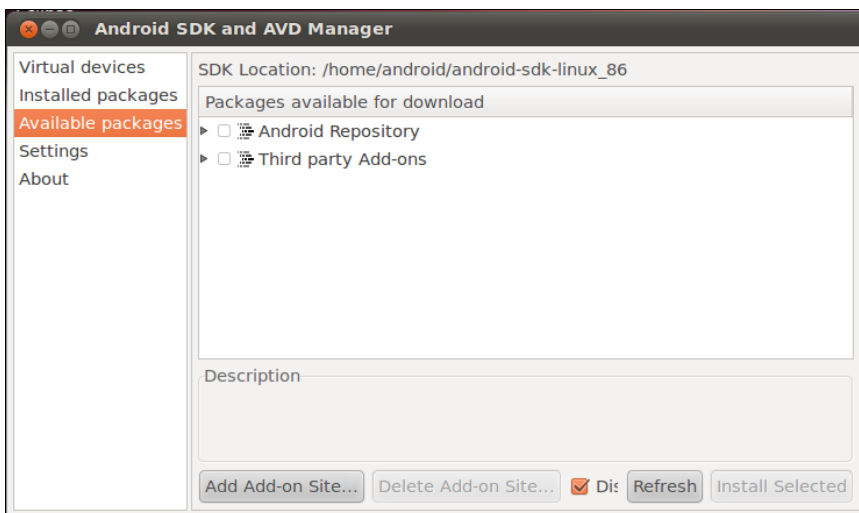 Android SDK and AVD Manager
Virtual devices
Installed packages
Available packages
Settings
About
SDK Location: /home/android/android-sdk-linux_86
Packages available for download
Android Repository
Third party Add-ons
Description
Add Add-on Site...
Delete Add-on Site...
Dis
Refresh
Install Selected